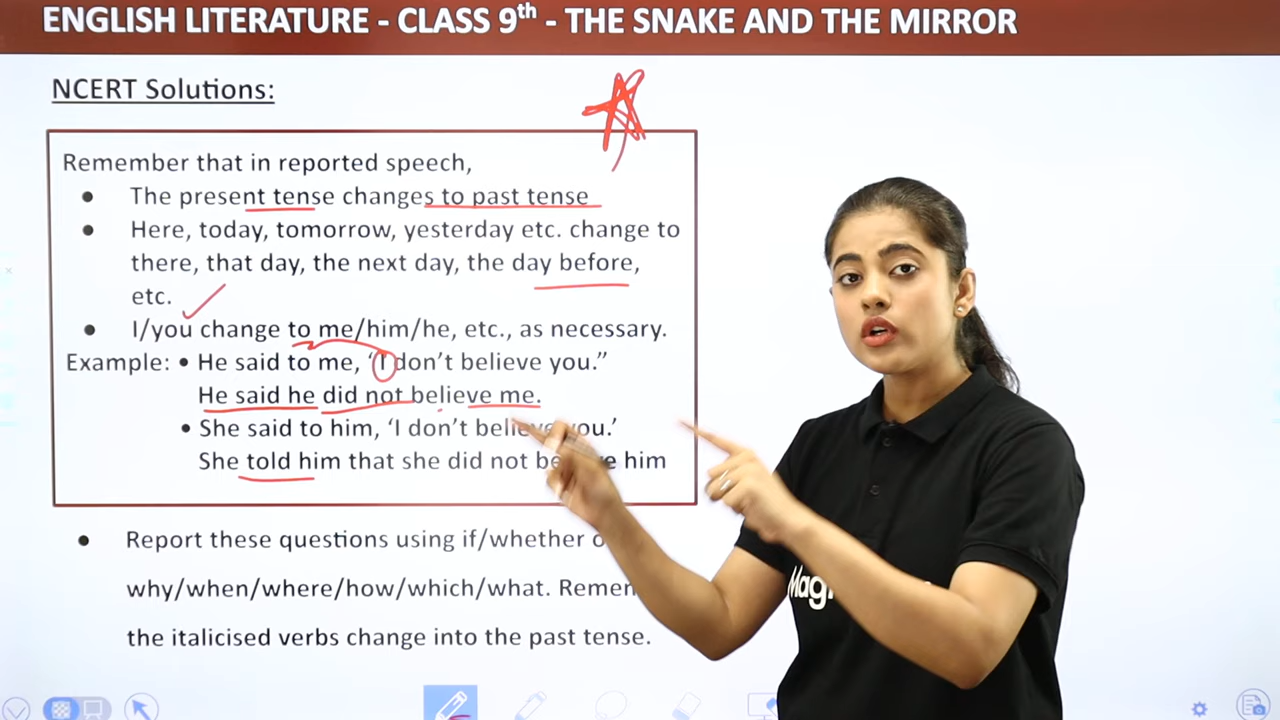 ENGLISH LITERATURE - CLASS 9th - THE SNAKE AND THE MIRROR
NCERT Solutions:
Remember that in reported speech,
● The present tense changes to past tense
● Here, today, tomorrow, yesterday etc. change to
there, that day, the next day, the day before,
etc.
● I/you change to me/him/he, etc., as necessary.
Example: • He said to me, ‘I don’t believe you.”
He said he did not believe me.
• She said to him, ‘I don’t believe you.’
She told him that she did not him
● Report these questions using if/whether
why/when/where/how/which/what.
the italicised verbs change into the past tense.